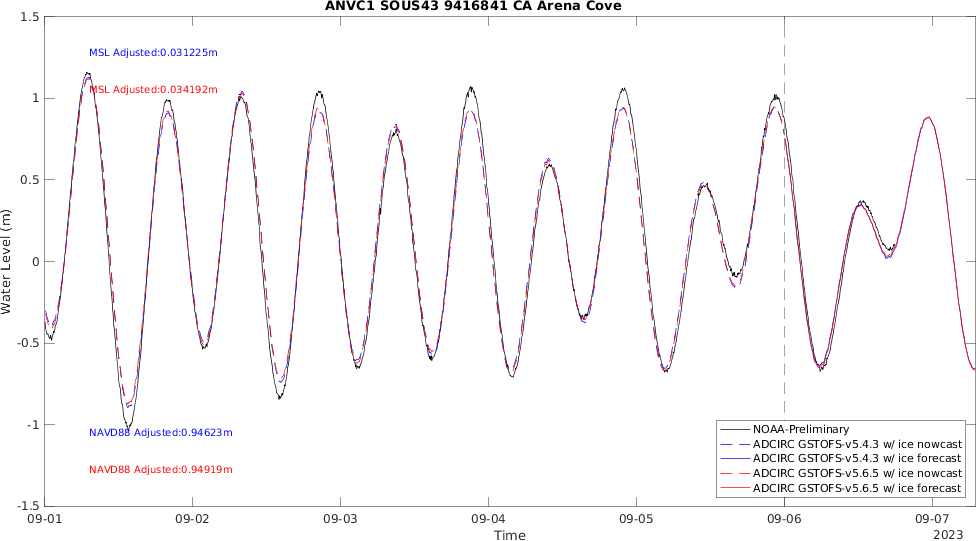 ANVC1 SOUS43 9416841 CA Arena Cove
1.5
1
0.5
0
-0.5
-1
-1.5
Water Level (m)
MSL Adjusted:0.031225m
MSL Adjusted:0.034192m
NAVD88 Adjusted:0.94623m
NAVD88 Adjusted:0.94919m
NOAA-Preliminary
ADCIRC GSTOFS-v5.4.3 w/ ice nowcast
ADCIRC GSTOFS-v5.4.3 w/ ice forecast
ADCIRC GSTOFS-v5.6.5 w/ ice nowcast
ADCIRC GSTOFS-v5.6.5 w/ ice forecast
09-01 09-02 09-03 09-04 09-05 09-06 09-07
Time
2023